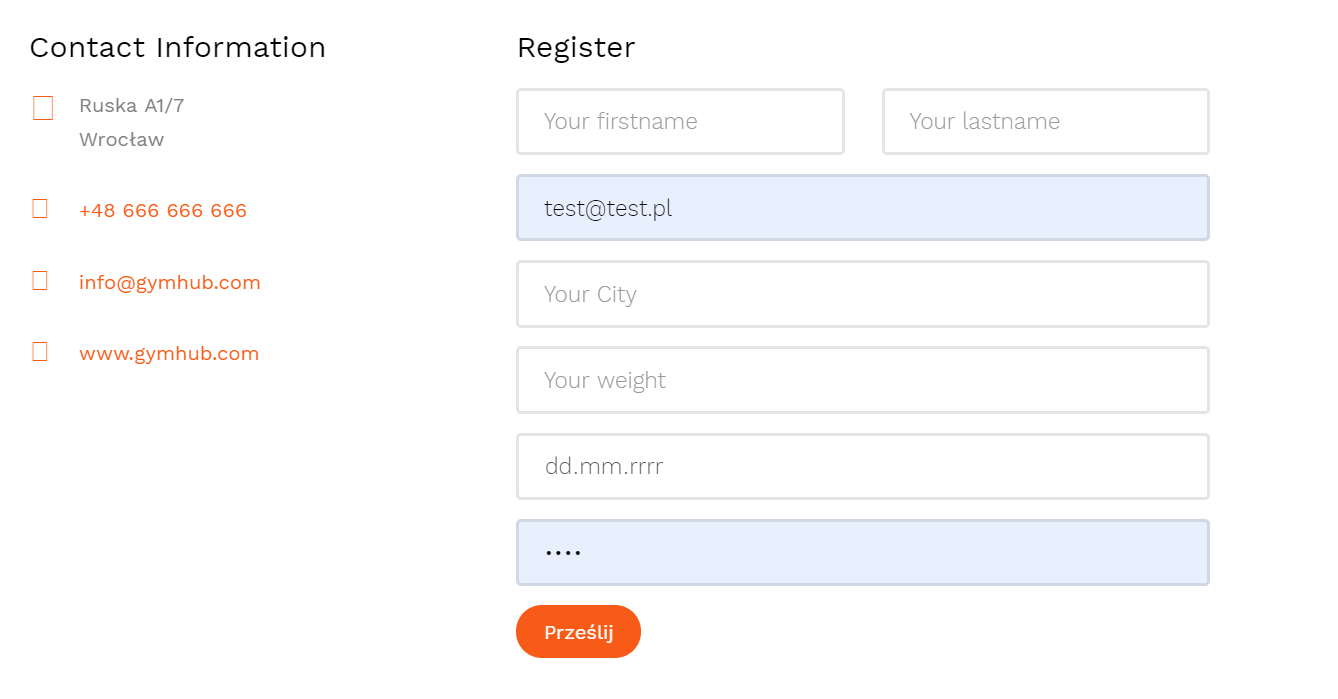 Contact Information
Ruska A1/7
Wrocław
+48 666 666 666
info@gymhub.com
www.gymhub.com
Register
Your firstname
Your lastname
test@test.pl
Your City
Your weight
dd.mm.rrrr
••••
Prześlij